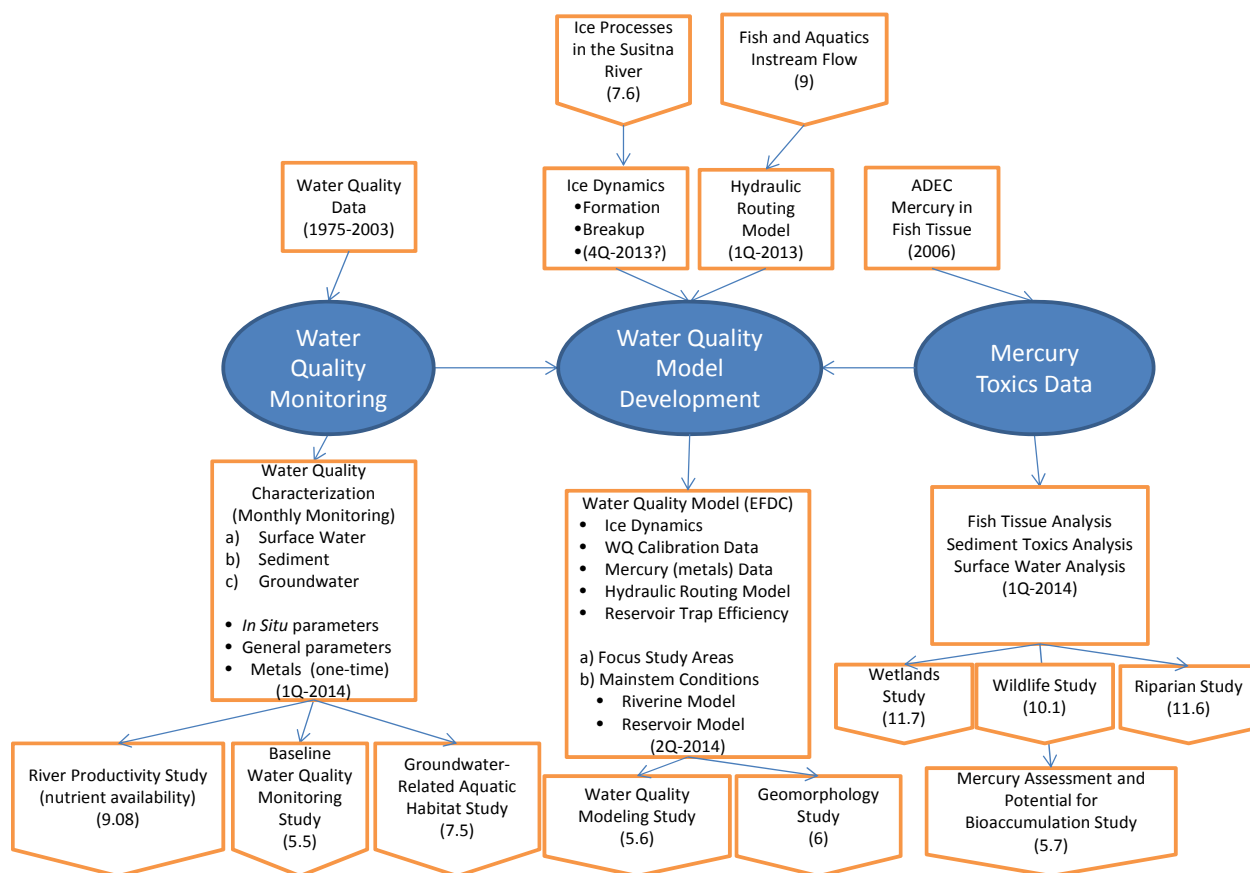 Ice Processes
in the Susitna
River
(7.6)
Fish and Aquatics
Instream Flow
(9)
Water Quality
Data
(1975-2003)
Ice Dynamics
•Formation
•Breakup
•(4Q-2013?)
Hydraulic
Routing
Model
(1Q-2013)
ADEC
Mercury in
Fish Tissue
(2006)
Water
Quality
Monitoring
Water Quality
Model
Development
Mercury
Toxics Data
Water Quality
Characterization
(Monthly Monitoring)
a) Surface Water
b) Sediment
c) Groundwater
• In Situ parameters
• General parameters
• Metals (one-time)
(1Q-2014)
Water Quality Model (EFDC)
• Ice Dynamics
• WQ Calibration Data
• Mercury (metals) Data
• Hydraulic Routing Model
• Reservoir Trap Efficiency
a) Focus Study Areas
b) Mainstem Conditions
• Riverine Model
• Reservoir Model
(2Q-2014)
Fish Tissue Analysis
Sediment Toxics Analysis
Surface Water Analysis
(1Q-2014)
Wetlands
Study
(11.7)
Wildlife Study
(10.1)
Riparian Study
(11.6)
River Productivity Study
(nutrient availability)
(9.08)
Baseline
Water Quality
Monitoring
Study
(5.5)
Groundwater-
Related Aquatic
Habitat Study
(7.5)
Water Quality
Modeling Study
(5.6)
Geomorphology
Study
(6)
Mercury Assessment and
Potential for
Bioaccumulation Study
(5.7)